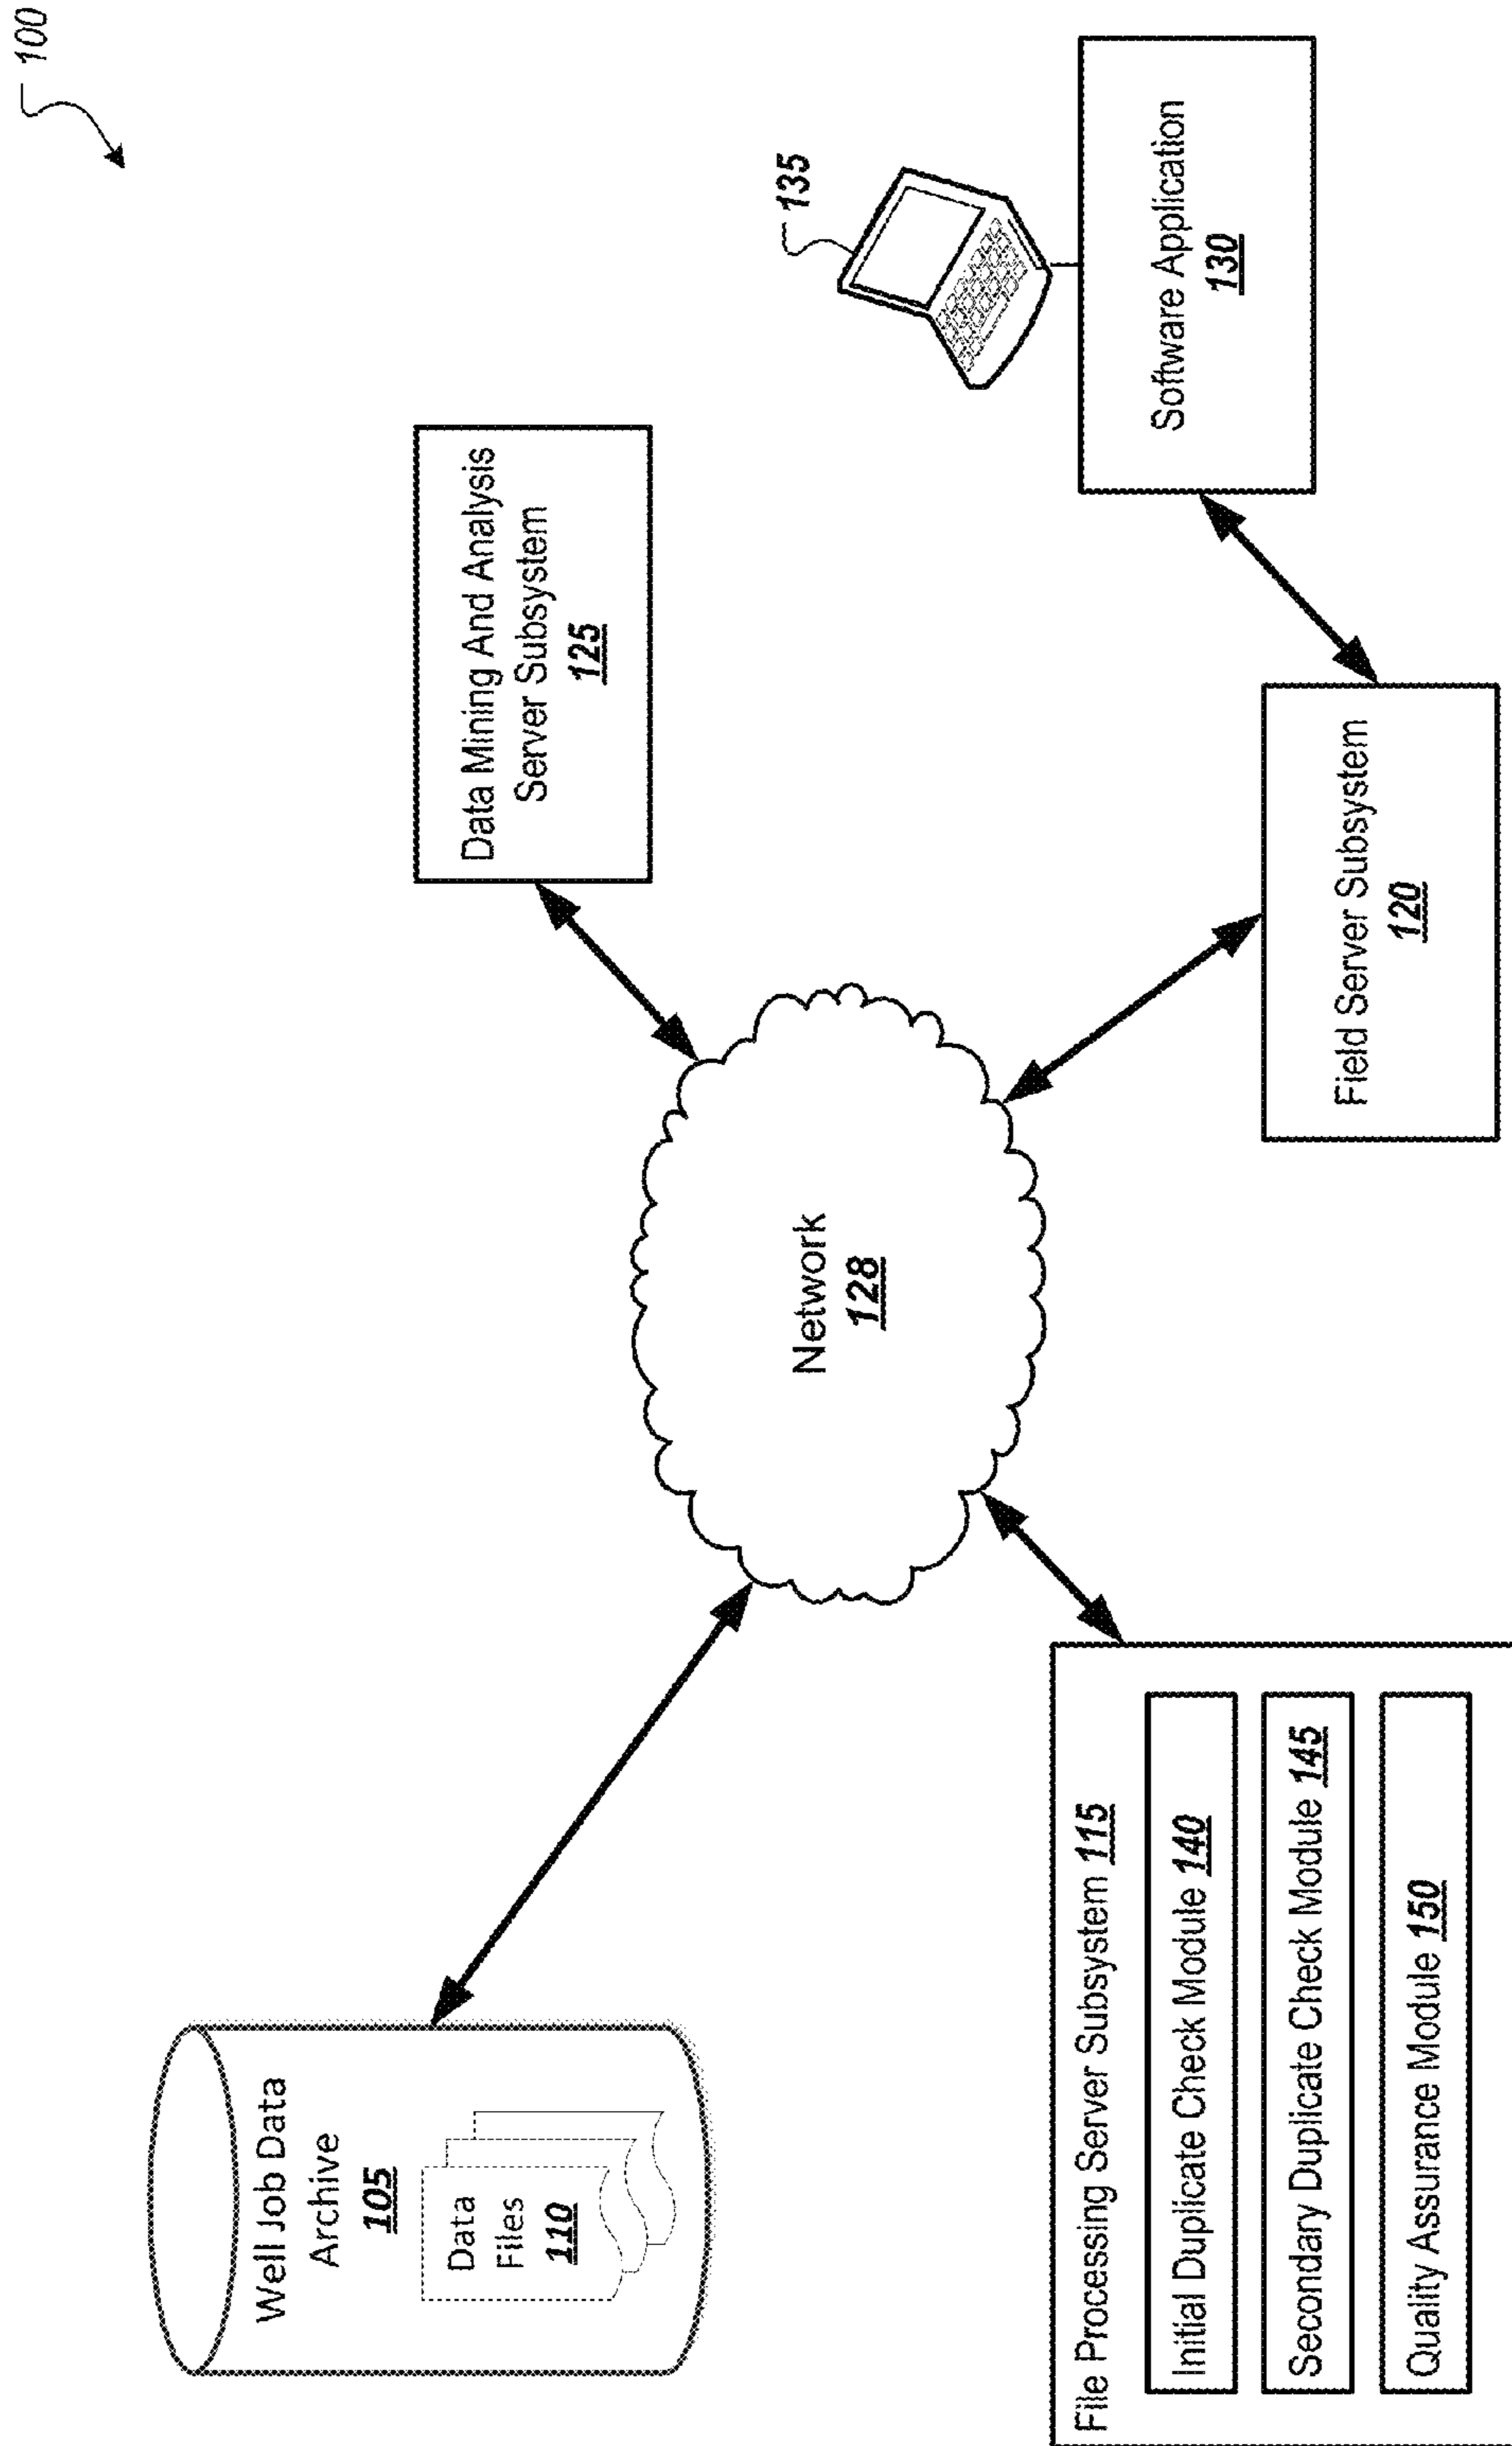 100
Well Job Data
Archive
105
Data
Files
110
Data Mining And Analysis
Server Subsystem
125
Network
128
135
Software Application
130
File Processing Server Subsystem 115
Initial Duplicate Check Module 140
Secondary Duplicate Check Module 145
Quality Assurance Module 150
Field Server Subsystem
120